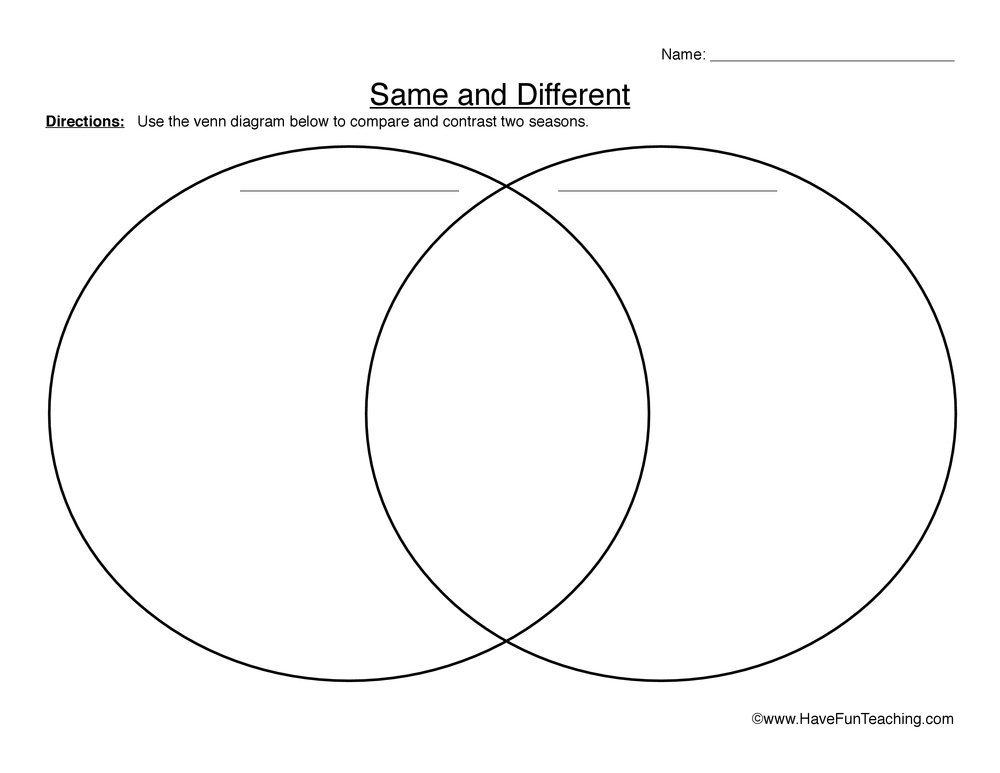 Name:
Same and Different
Directions: Use the venn diagram below to compare and contrast two seasons.
©www.HaveFunTeaching.com